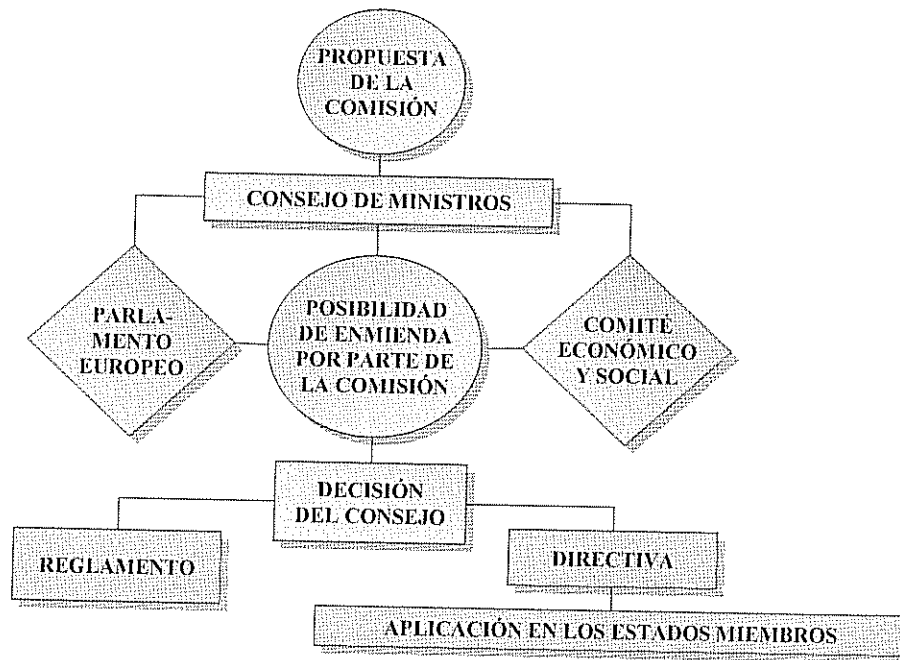 PROPUESTA
DE LA
COMISIÓN
CONSEJO DE MINISTROS
PARLA-
MENTO
EUROPEO
POSIBILIDAD
DE ENMIENDA
POR PARTE DE
LA COMISIÓN
COMITÉ
ECONÓMICO
Y SOCIAL
DECISIÓN
DEL CONSEJO
REGLAMENTO
DIRECTIVA
APLICACIÓN EN LOS ESTADOS MIEMBROS